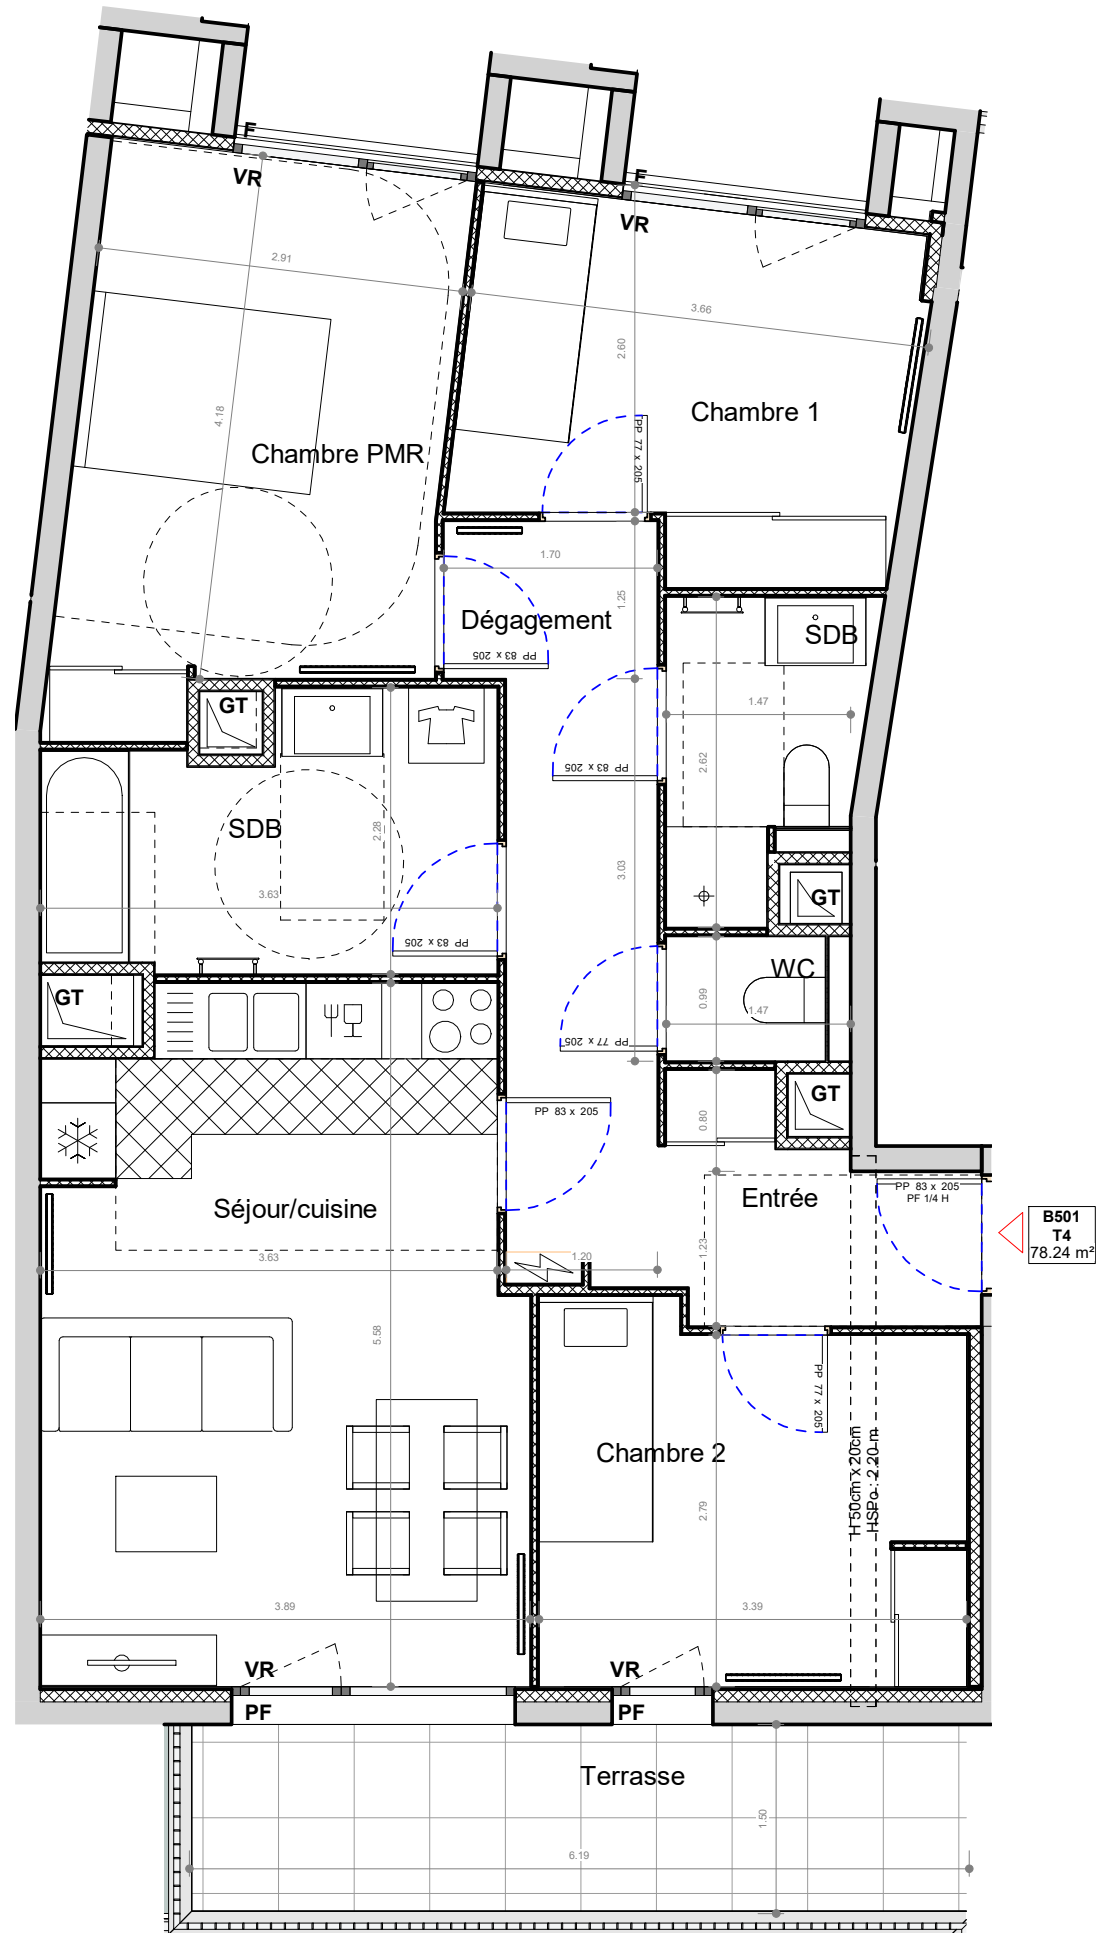 F
VR
F
VR
2.91
3.66
2.60
4.18
Chambre 1
Chambre PMR
PP 77 x 205
1.70
1.25
Dégagement
PP 83 x 205
SDB
GT
1.47
2.62
PP 83 x 205
SDB
2.28
3.63
3.03
GT
PP 83 x 205
WC
GT
0.99
1.47
PP 77 x 205
GT
PP 83 x 205
0.80
Séjour/cuisine
Entrée
PP 83 x 205
PF 1/4 H
B501
T4
78.24 m²
3.63
1.20
1.23
5.58
PP 77 x 205
Chambre 2
H 50cm x 20cm
HSPo : 2.20 m
2.79
3.89
3.39
VR
PF
VR
PF
Terrasse
1.50
6.19